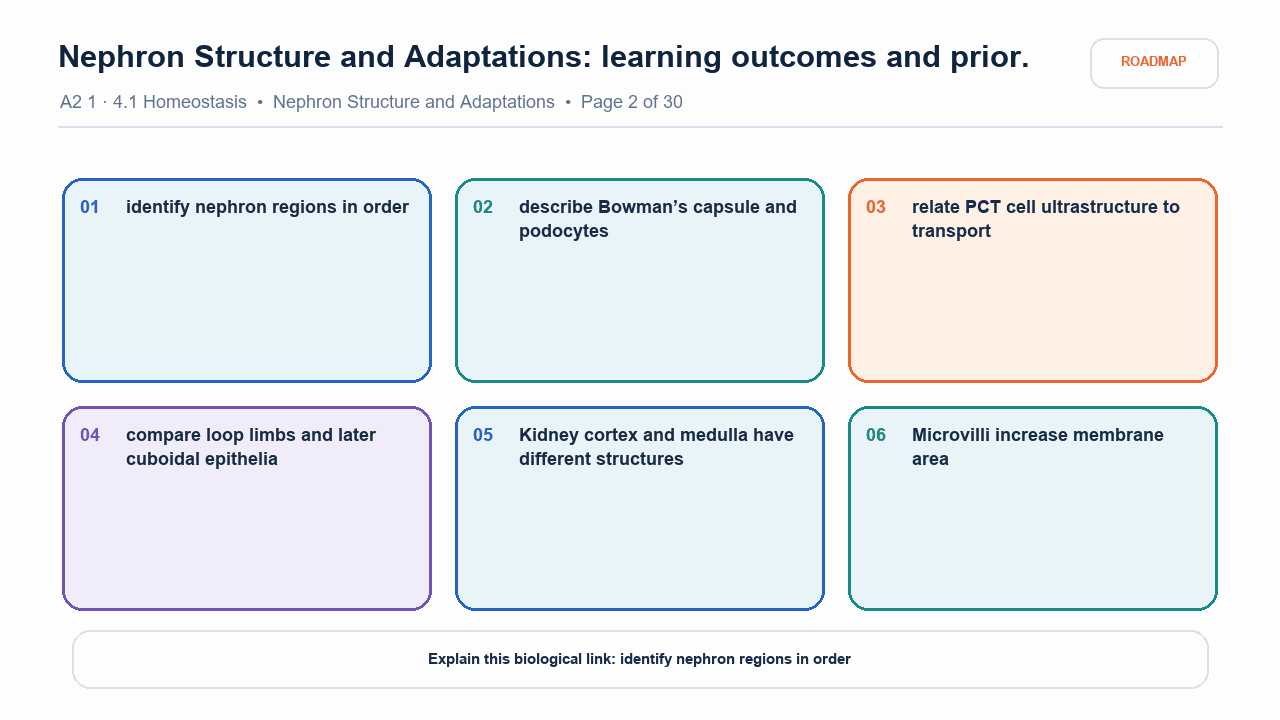 Nephron Structure and Adaptations: learning outcomes and prior.
ROADMAP
A2 1 · 4.1 Homeostasis • Nephron Structure and Adaptations • Page 2 of 30
01 identify nephron regions in order
02 describe Bowman’s capsule and
podocytes
03 relate PCT cell ultrastructure to
transport
04 compare loop limbs and later
cuboidal epithelia
05 Kidney cortex and medulla have
different structures
06 Microvilli increase membrane
area
Explain this biological link: identify nephron regions in order